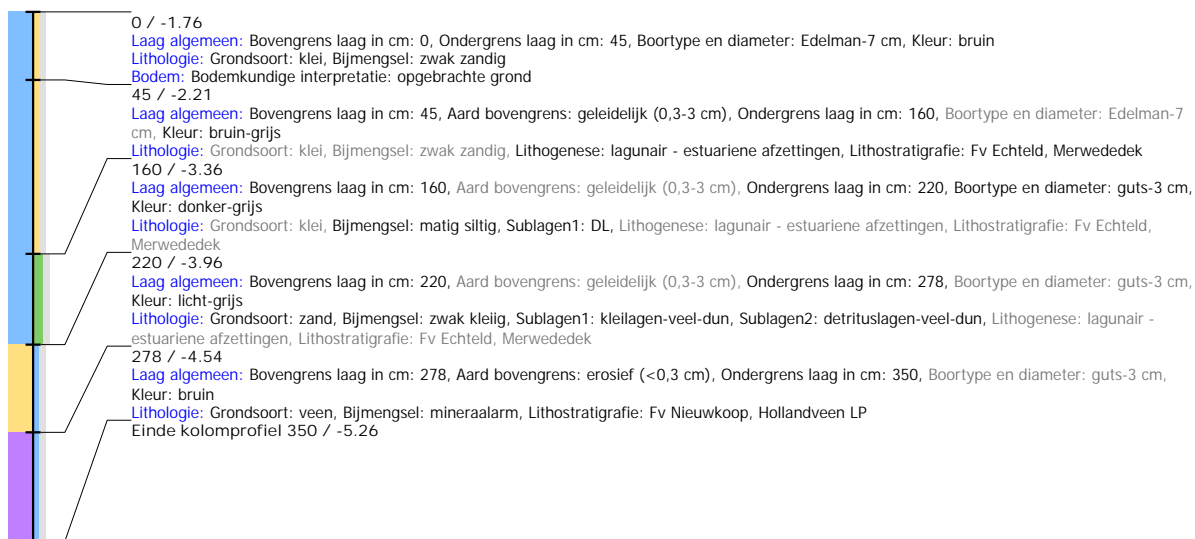 0 / -1.76
Laag algemeen: Bovengrens laag in cm: 0, Ondergrens laag in cm: 45, Boortype en diameter: Edelman-7 cm, Kleur: bruin
Lithologie: Grondsoort: klei, Bijmengsel: zwak zandig
Bodem: Bodemkundige interpretatie: opgebrachte grond
45 / -2.21
Laag algemeen: Bovengrens laag in cm: 45, Aard bovengrens: geleidelijk (0,3-3 cm), Ondergrens laag in cm: 160, Boortype en diameter: Edelman-7
cm, Kleur: bruin-grijs
Lithologie: Grondsoort: klei, Bijmengsel: zwak zandig, Lithogenese: lagunair - estuariene afzettingen, Lithostratigrafie: Fv Echteld, Merwededek
160 / -3.36
Laag algemeen: Bovengrens laag in cm: 160, Aard bovengrens: geleidelijk (0,3-3 cm), Ondergrens laag in cm: 220, Boortype en diameter: guts-3 cm,
Kleur: donker-grijs
Lithologie: Grondsoort: klei, Bijmengsel: matig siltig, Sublagen1: DL, Lithogenese: lagunair - estuariene afzettingen, Lithostratigrafie: Fv Echteld,
Merwededek
220 / -3.96
Laag algemeen: Bovengrens laag in cm: 220, Aard bovengrens: geleidelijk (0,3-3 cm), Ondergrens laag in cm: 278, Boortype en diameter: guts-3 cm,
Kleur: licht-grijs
Lithologie: Grondsoort: zand, Bijmengsel: zwak kleiig, Sublagen1: kleilagen-veel-dun, Sublagen2: detrituslagen-veel-dun, Lithogenese: lagunair -
estuariene afzettingen, Lithostratigrafie: Fv Echteld, Merwededek
278 / -4.54
Laag algemeen: Bovengrens laag in cm: 278, Aard bovengrens: erosief (<0,3 cm), Ondergrens laag in cm: 350, Boortype en diameter: guts-3 cm,
Kleur: bruin
Lithologie: Grondsoort: veen, Bijmengsel: mineraalarm, Lithostratigrafie: Fv Nieuwkoop, Hollandveen LP
Einde kolomprofiel 350 / -5.26